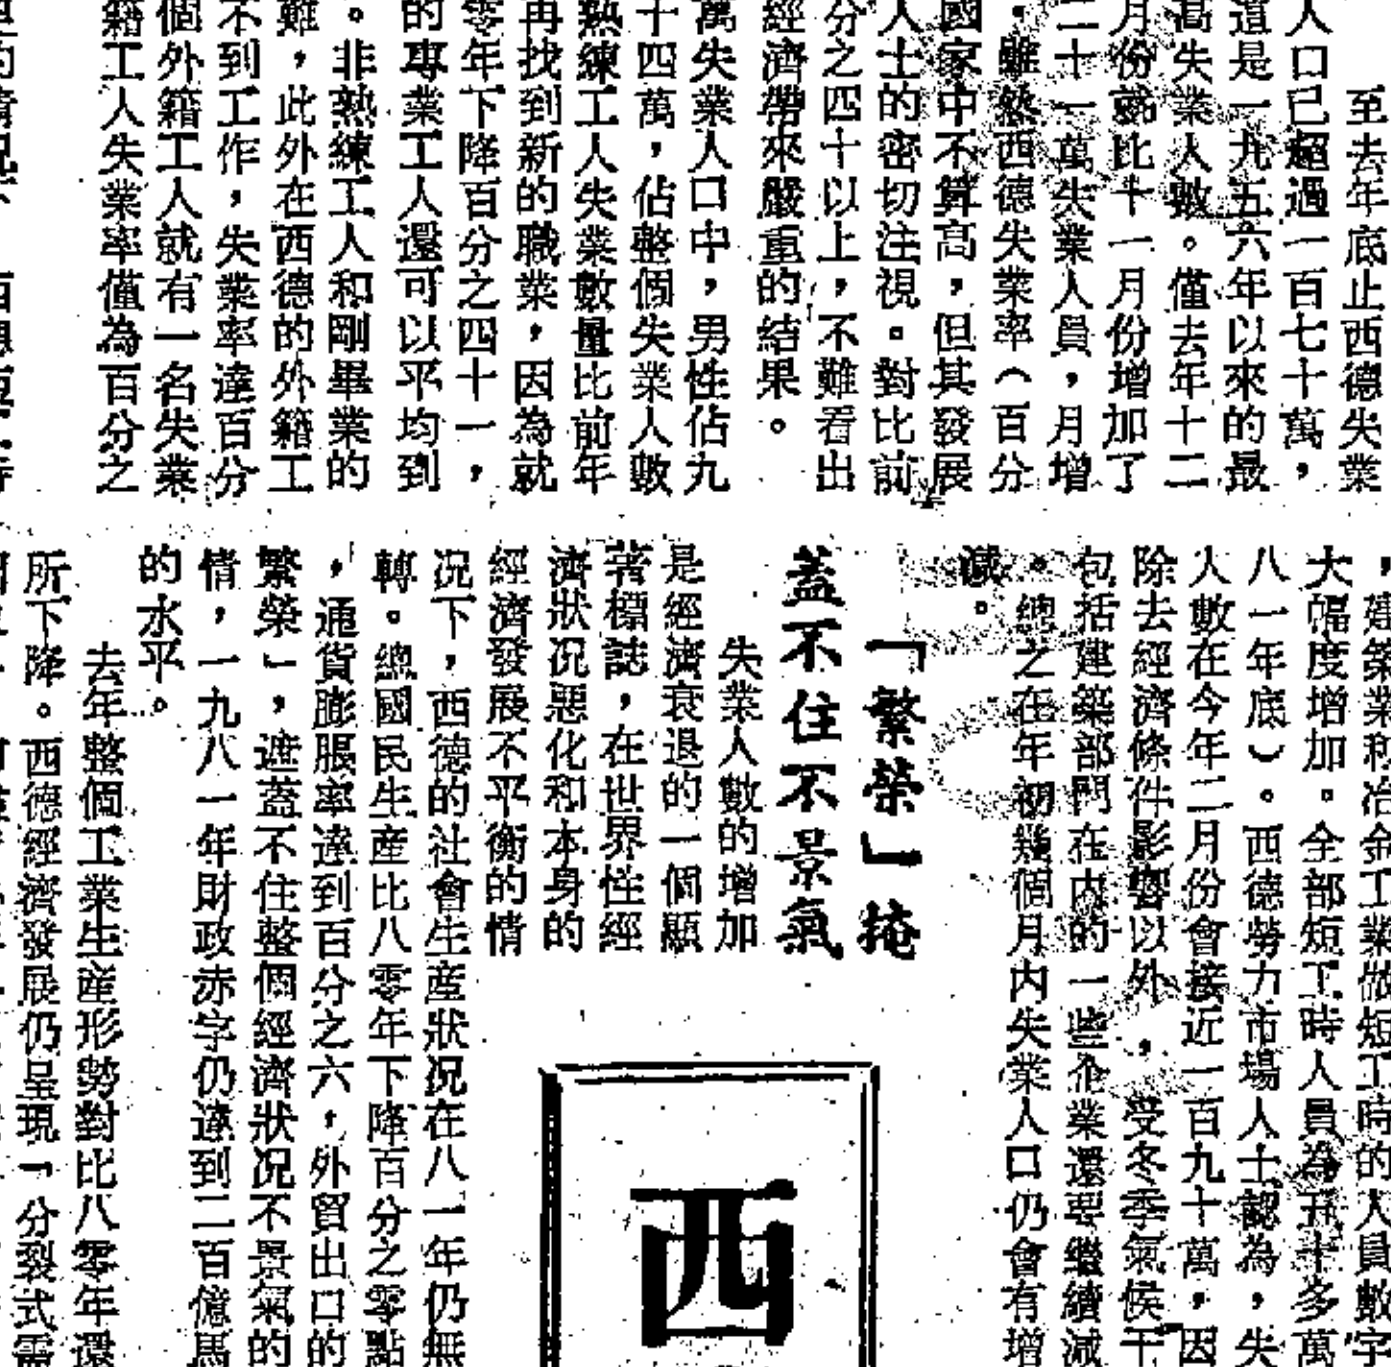 至去年底止西德失業
人口已超過一百七十萬，
這是一九五六年以來的最
高失業人數。僅去年十二
月份就比十一月份增加了
二十一萬失業人員，月增
。雖然西德失業率（百分
國家中不算高，但其發展
人士的密切注視。對比前
分之四十以上，不難看出
經濟帶來嚴重的結果。
萬失業人口中，男性佔九
十四萬，佔整個失業人數
熱練工人失業數量比前年
再找到新的職業，因為就
零年下降百分之四十一，
的專業工人還可以平均到
。非熟練工人和剛畢業的
難，此外在西德的外籍工
不到工作，失業率達百分
個外籍工人就有一名失業
籍工人失業率僅為百分之
，建築業和冶金工業做短工時的人員數字
大幅度增加。全部短工時人員為五十多萬
八一年底）。西德勞力市場人士認為，失
人數在今年二月份會接近一百九十萬，因
除去經濟條件影響以外，受冬季氣候干
包括建築部門在内的一些企業還要繼續減
。總之在年初幾個月内失業人口仍會有增
減。
「繁榮」掩
蓋不住不景氣
失業人數的增加
是經濟衰退的一個顯
著標誌，在世界性經
濟狀況惡化和本身的
經濟發展不平衡的情
況下，西德的社會生産狀況在八一年仍無
轉。總國民生産比八零年下降百分之零點
，通貨膨脹率達到百分之六，外貿出口的
繁榮」，遮蓋不住整個經濟狀況不景氣的
情，一九八一年財政赤字仍達到二百億馬
的水平。
去年整個工業生産形勢對比八零年還
所下降。西德經濟發展仍呈現「分裂式
西